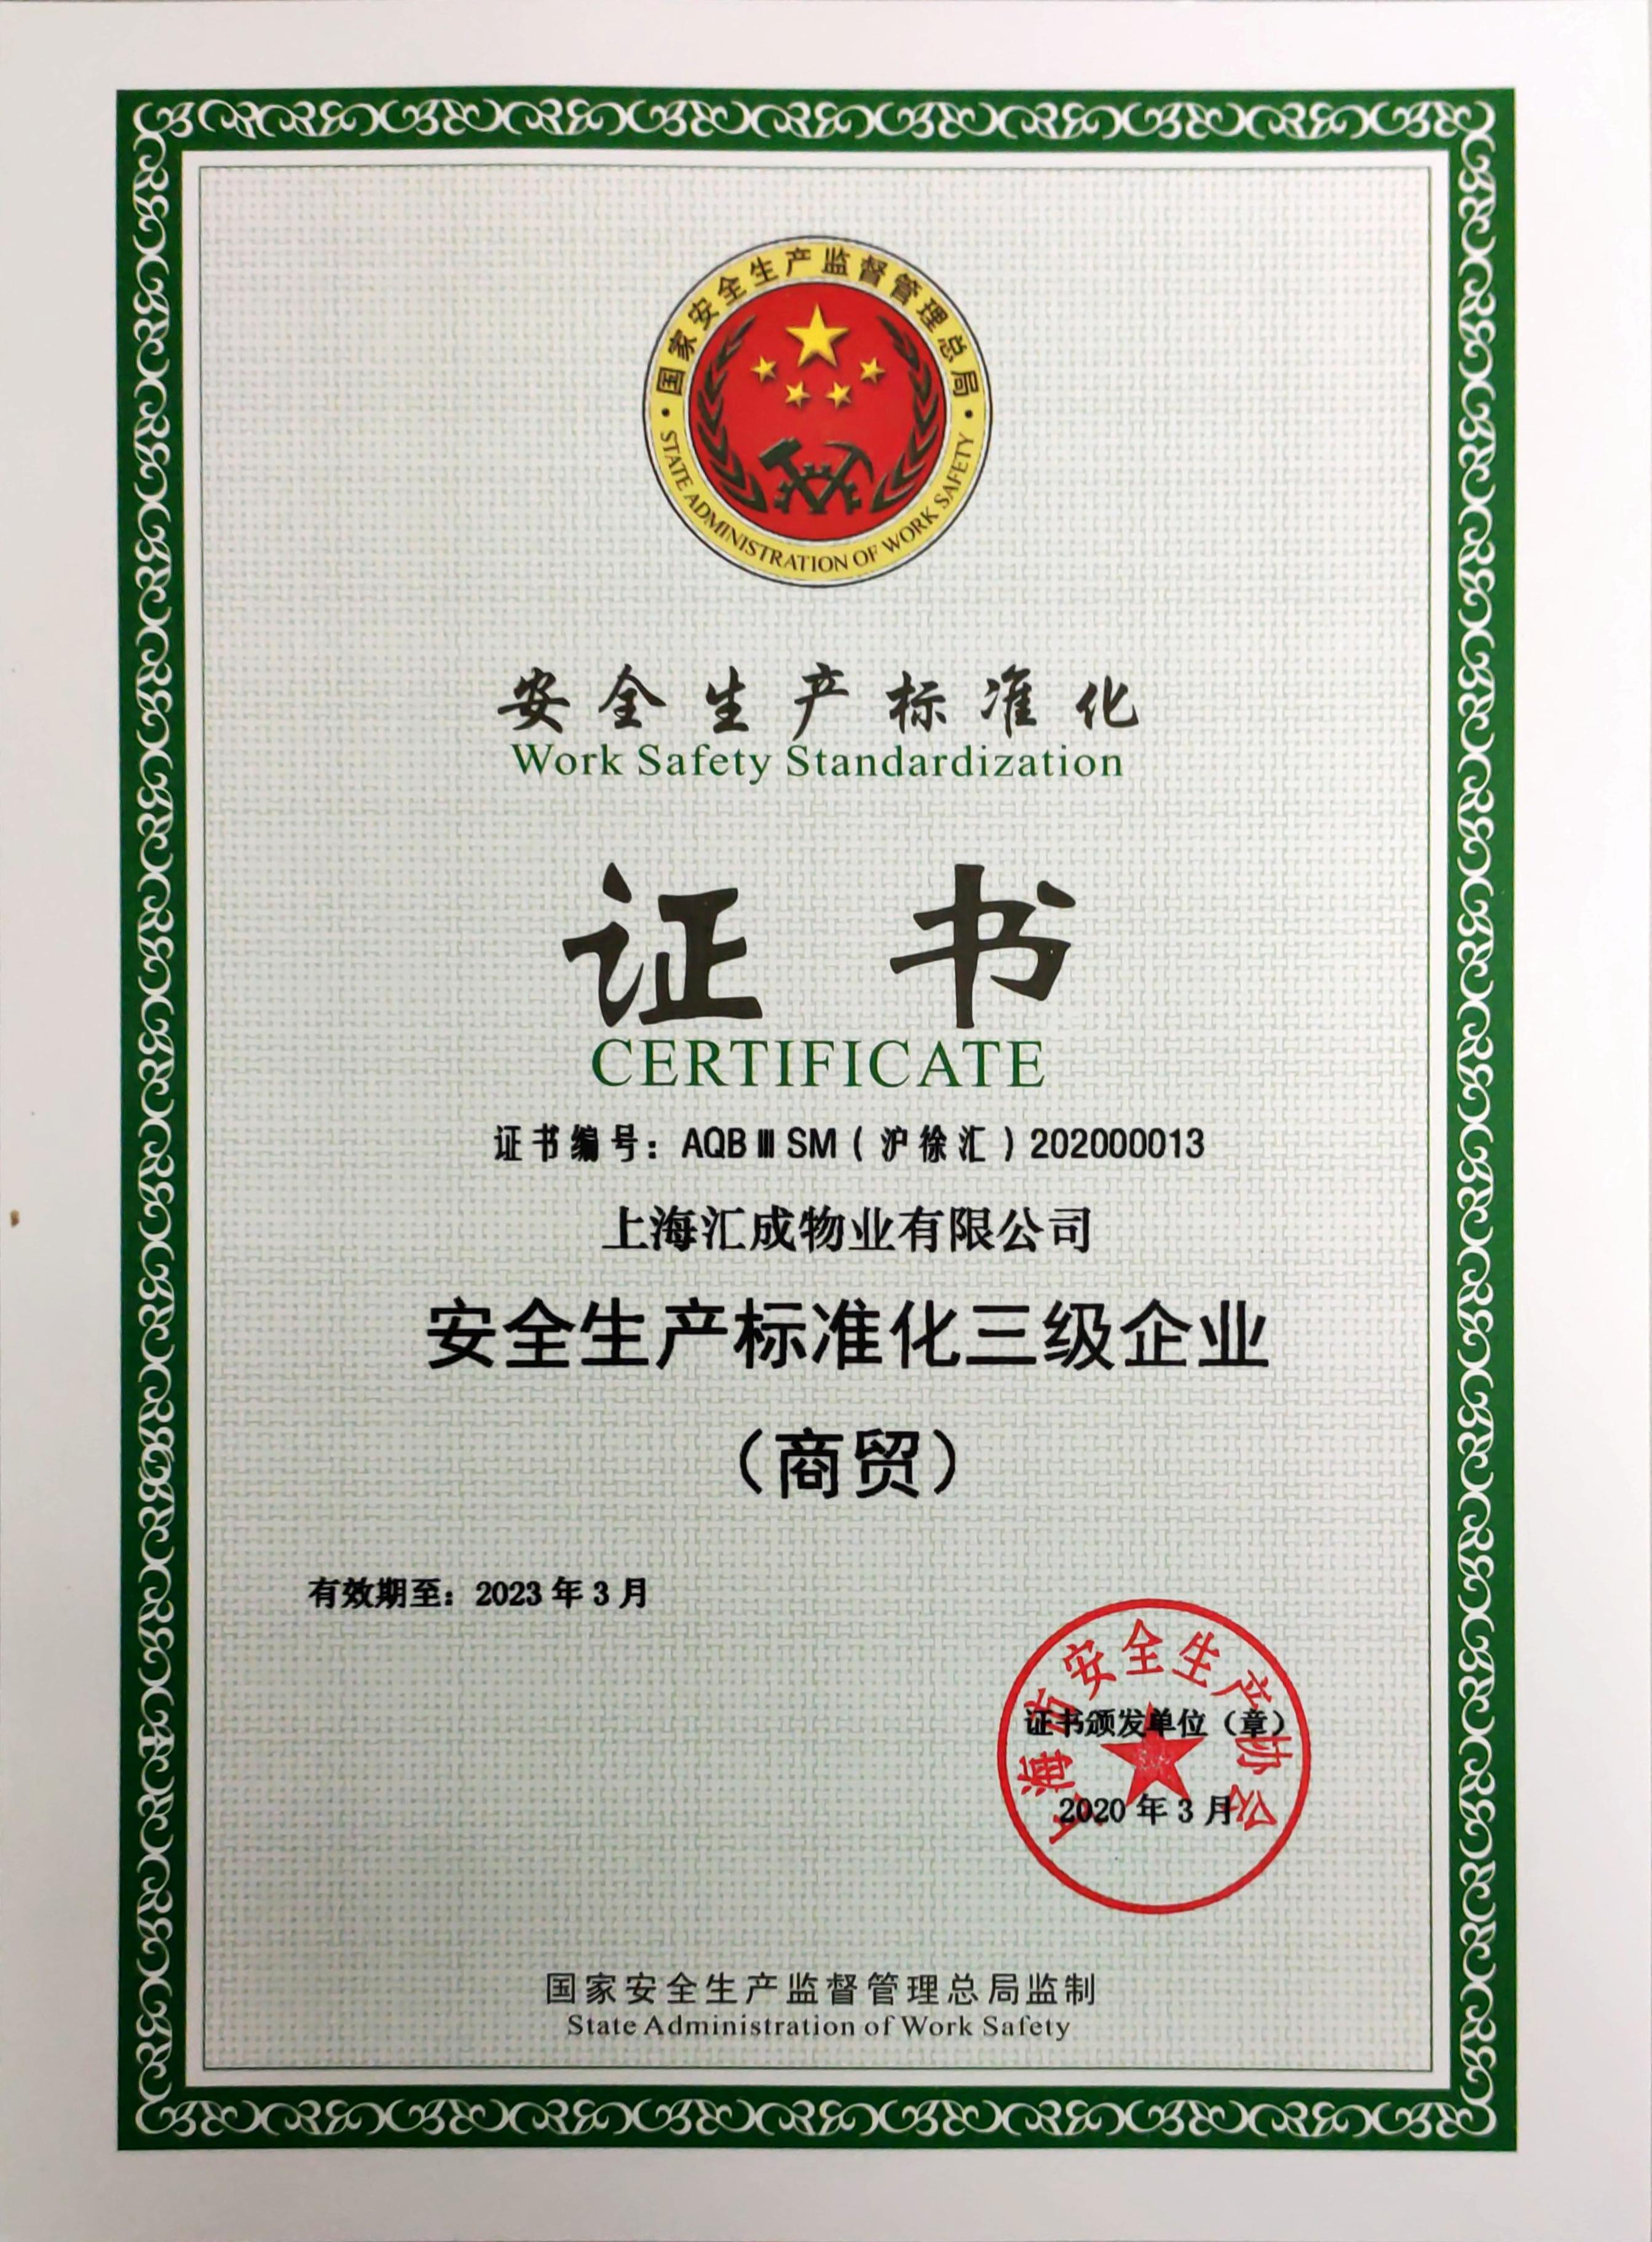 国家安全生产监督管理总局
STATE ADMINISTRATION OF WORK SAFETY
安全生产标准化
Work Safety Standardization
证书
CERTIFICATE
证书编号：AQBⅢSM（沪徐汇）202000013
上海汇成物业有限公司
安全生产标准化三级企业
（商贸）
有效期至：2023年3月
上海市安全生产协会
证书颁发单位（章）
2020年3月
国家安全生产监督管理总局监制
State Administration of Work Safety